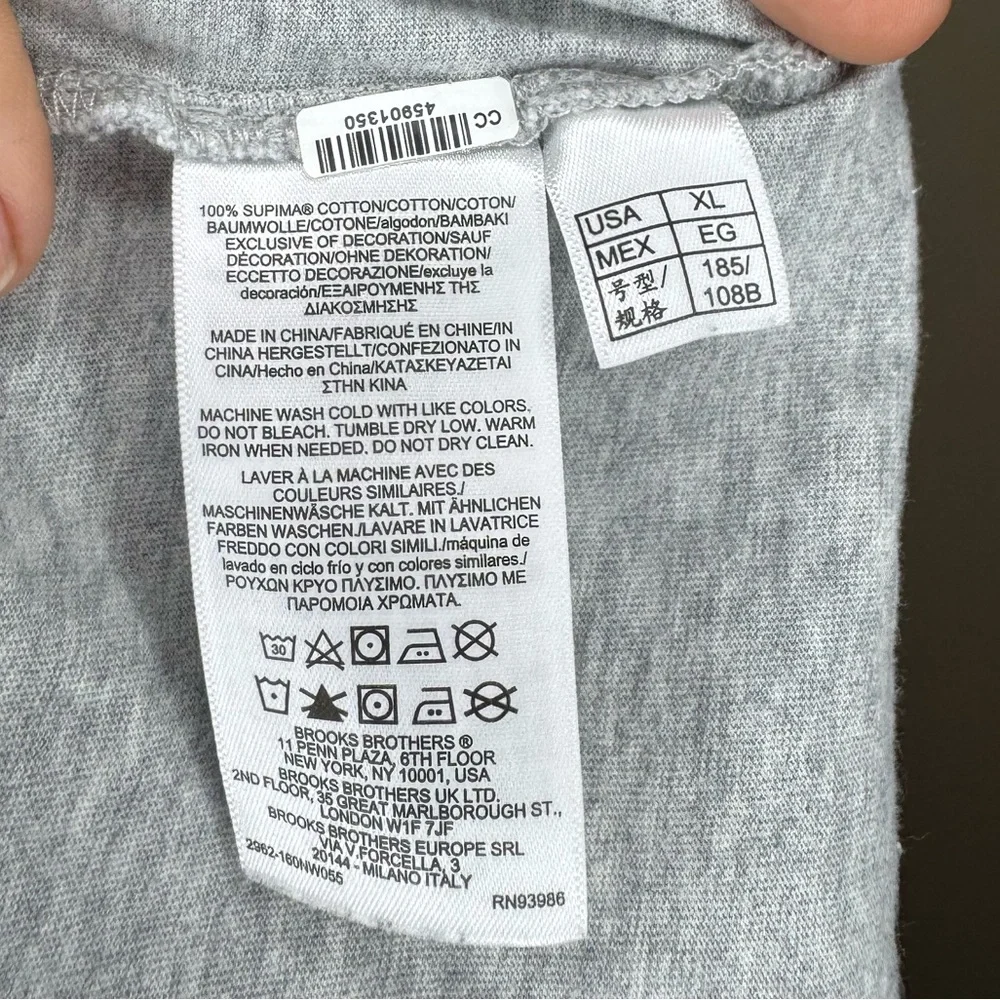 CC
45901350
100% SUPIMA® COTTON/COTTON/COTON/
BAUMWOLLE/COTONE/algodon/BAMBAKI
EXCLUSIVE OF DECORATION/SAUF
DÉCORATION/OHNE DEKORATION/
ECCETTO DECORAZIONE/excluye la
decoración/ΕΞΑΙΡΟΥΜΕΝΗΣ ΤΗΣ
ΔΙΑΚΟΣΜΗΣΗΣ
MADE IN CHINA/FABRIQUÉ EN CHINE/IN
CHINA HERGESTELLT/CONFEZIONATO IN
CINA/Hecho en China/ΚΑΤΑΣΚΕΥΑΖΕΤΑΙ
ΣΤΗΝ ΚΙΝΑ
MACHINE WASH COLD WITH LIKE COLORS.
DO NOT BLEACH. TUMBLE DRY LOW. WARM
IRON WHEN NEEDED. DO NOT DRY CLEAN.
LAVER À LA MACHINE AVEC DES
COULEURS SIMILAIRES./
MASCHINENWÄSCHE KALT. MIT ÄHNLICHEN
FARBEN WASCHEN./LAVARE IN LAVATRICE
FREDDO CON COLORI SIMILI./máquina de
lavado en ciclo frío y con colores similares./
ΡΟΥΧΩΝ ΚΡΥΟ ΠΛΥΣΙΜΟ. ΠΛΥΣΙΜΟ ΜΕ
ΠΑΡΟΜΟΙΑ ΧΡΩΜΑΤΑ.
30
BROOKS BROTHERS ®
11 PENN PLAZA, 6TH FLOOR
NEW YORK, NY 10001, USA
BROOKS BROTHERS UK LTD.
2ND FLOOR, 35 GREAT MARLBOROUGH ST.,
LONDON W1F 7JF
BROOKS BROTHERS EUROPE SRL
VIA V.FORCELLA, 3
20144 - MILANO ITALY
2962-160NW055
RN93986
USA XL
MEX EG
号型/ 185/
规格 108B